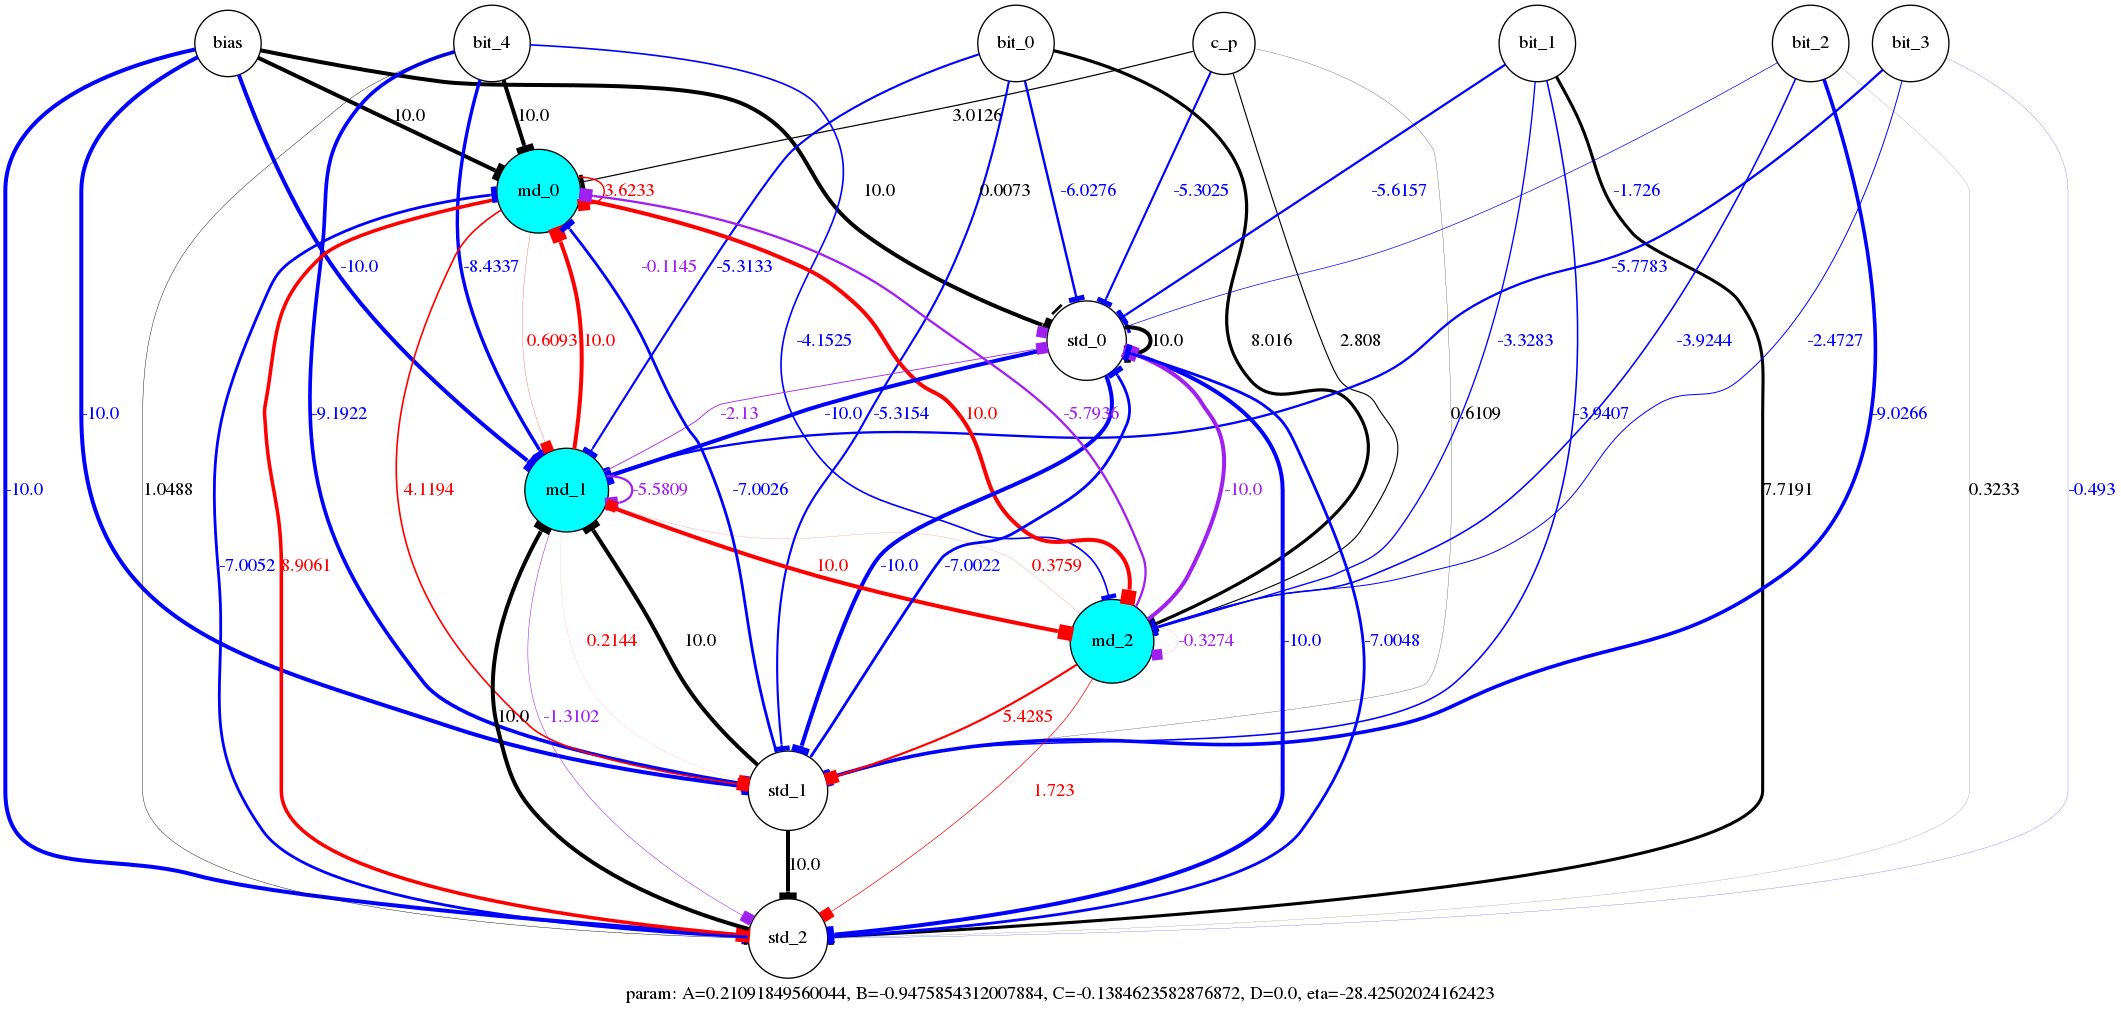 bias bit_4 bit_0 c_p bit_1 bit_2 bit_3
10.0 10.0 3.0126
md_0 3.6233 10.0 0.0073 -6.0276 -5.3025 -5.6157 -1.726
-10.0 -8.4337 -0.1145 -5.3133 -5.7783
0.6093 10.0 -4.1525 std_0 10.0 8.016 2.808 -3.3283 -3.9244 -2.4727
-10.0 -9.1922 -2.13 -10.0 -5.3154 10.0 -5.7936 0.6109 -3.9407 -9.0266
-10.0 1.0488 4.1194 md_1 -5.5809 -7.0026 -10.0 7.7191 0.3233 -0.493
-7.0052 8.9061 10.0 -10.0 -7.0022 0.3759
0.2144 10.0 md_2 -0.3274 -10.0 -7.0048
10.0 -1.3102 5.4285
std_1 1.723
10.0
std_2
param: A=0.21091849560044, B=-0.9475854312007884, C=-0.1384623582876872, D=0.0, eta=-28.42502024162423